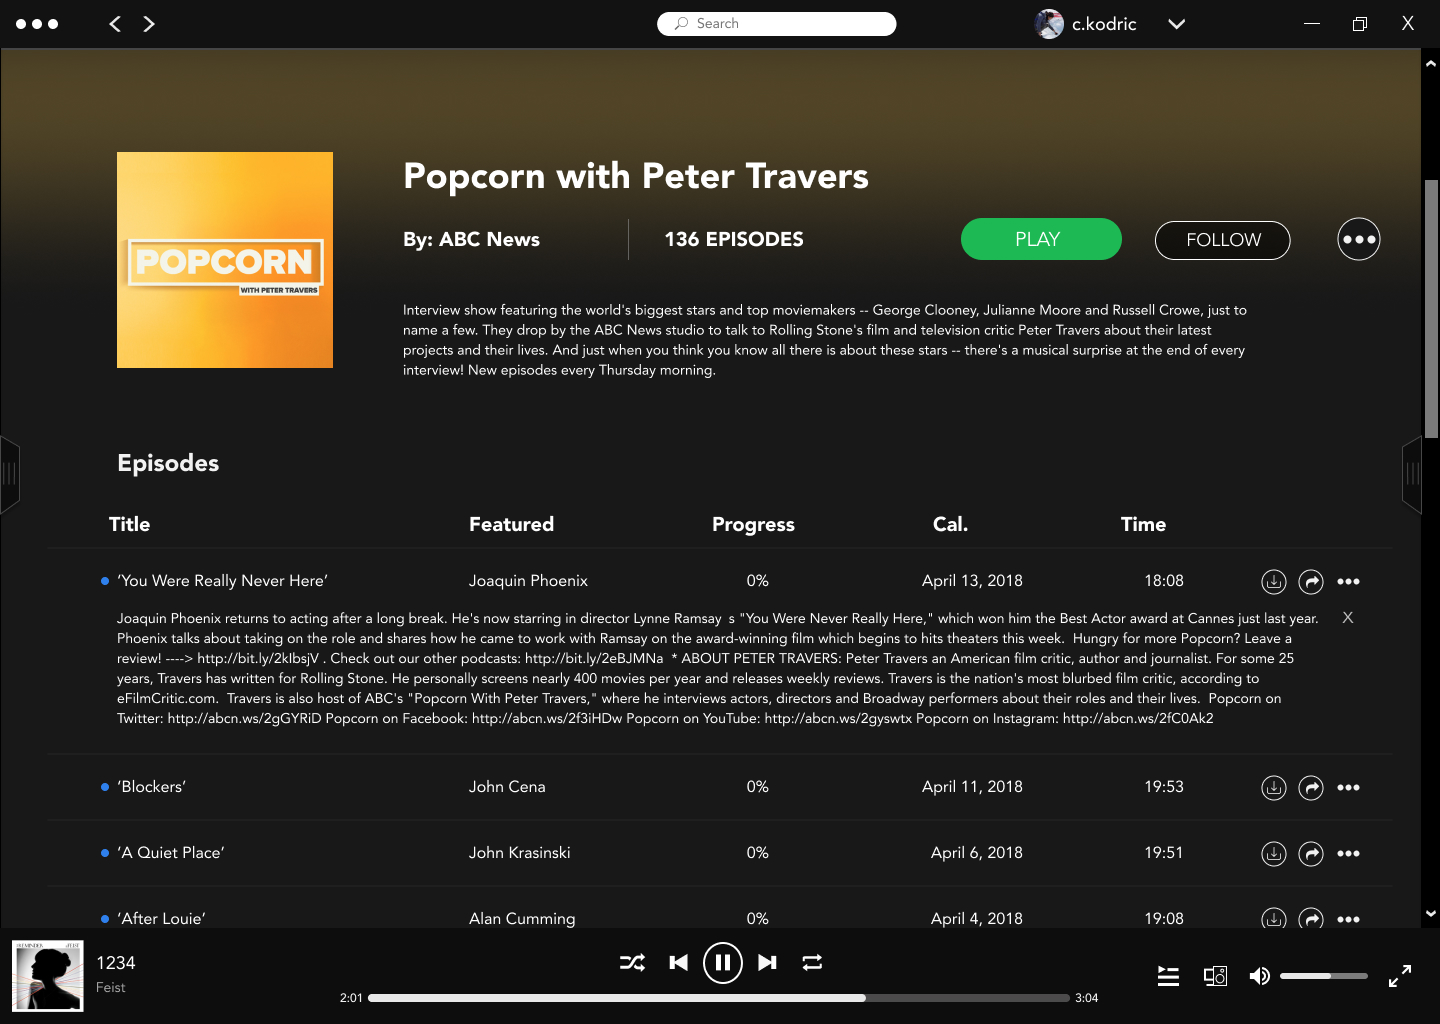 Search
c.kodric
X
POPCORN
WITH PETER TRAVERS
Popcorn with Peter Travers
By: ABC News
136 EPISODES
PLAY
FOLLOW
Interview show featuring the world's biggest stars and top moviemakers -- George Clooney, Julianne Moore and Russell Crowe, just to
name a few. They drop by the ABC News studio to talk to Rolling Stone's film and television critic Peter Travers about their latest
projects and their lives. And just when you think you know all there is about these stars -- there's a musical surprise at the end of every
interview! New episodes every Thursday morning.
Episodes
Title Featured Progress Cal. Time
‘You Were Really Never Here’ Joaquin Phoenix 0% April 13, 2018 18:08
Joaquin Phoenix returns to acting after a long break. He's now starring in director Lynne Ramsay  s "You Were Never Really Here," which won him the Best Actor award at Cannes just last year. X
Phoenix talks about taking on the role and shares how he came to work with Ramsay on the award-winning film which begins to hits theaters this week.  Hungry for more Popcorn? Leave a
review! ----> http://bit.ly/2kIbsjV . Check out our other podcasts: http://bit.ly/2eBJMNa  * ABOUT PETER TRAVERS: Peter Travers an American film critic, author and journalist. For some 25
years, Travers has written for Rolling Stone. He personally screens nearly 400 movies per year and releases weekly reviews. Travers is the nation's most blurbed film critic, according to
eFilmCritic.com.  Travers is also host of ABC's "Popcorn With Peter Travers," where he interviews actors, directors and Broadway performers about their roles and their lives.  Popcorn on
Twitter: http://abcn.ws/2gGYRiD Popcorn on Facebook: http://abcn.ws/2f3iHDw Popcorn on YouTube: http://abcn.ws/2gyswtx Popcorn on Instagram: http://abcn.ws/2fC0Ak2
‘Blockers’ John Cena 0% April 11, 2018 19:53
‘A Quiet Place’ John Krasinski 0% April 6, 2018 19:51
‘After Louie’ Alan Cumming 0% April 4, 2018 19:08
FEIST
1234
Feist
2:01
3:04